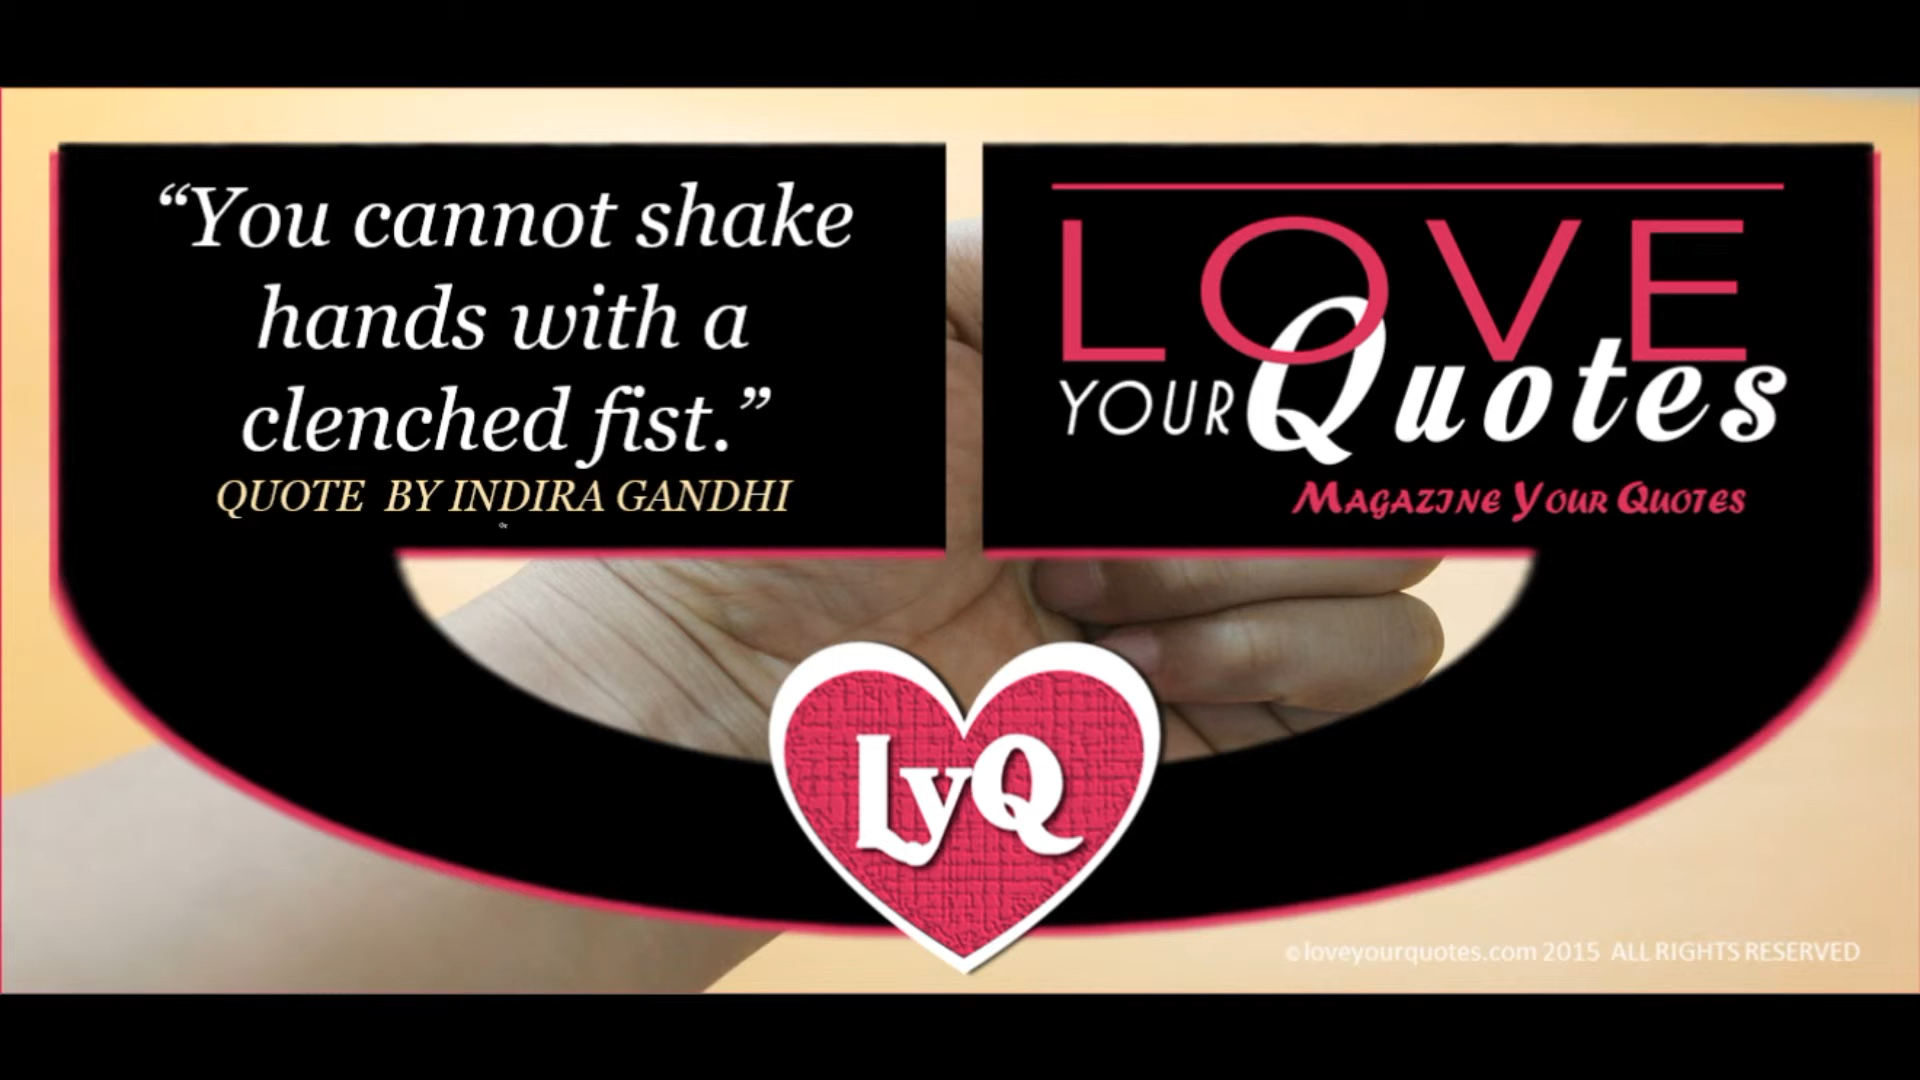 “You cannot shake
hands with a
clenched fist.”
QUOTE BY INDIRA GANDHI
LOVE
YOUR Quotes
MAGAZINE YOUR QUOTES
LyQ
©loveyourquotes.com 2015 ALL RIGHTS RESERVED